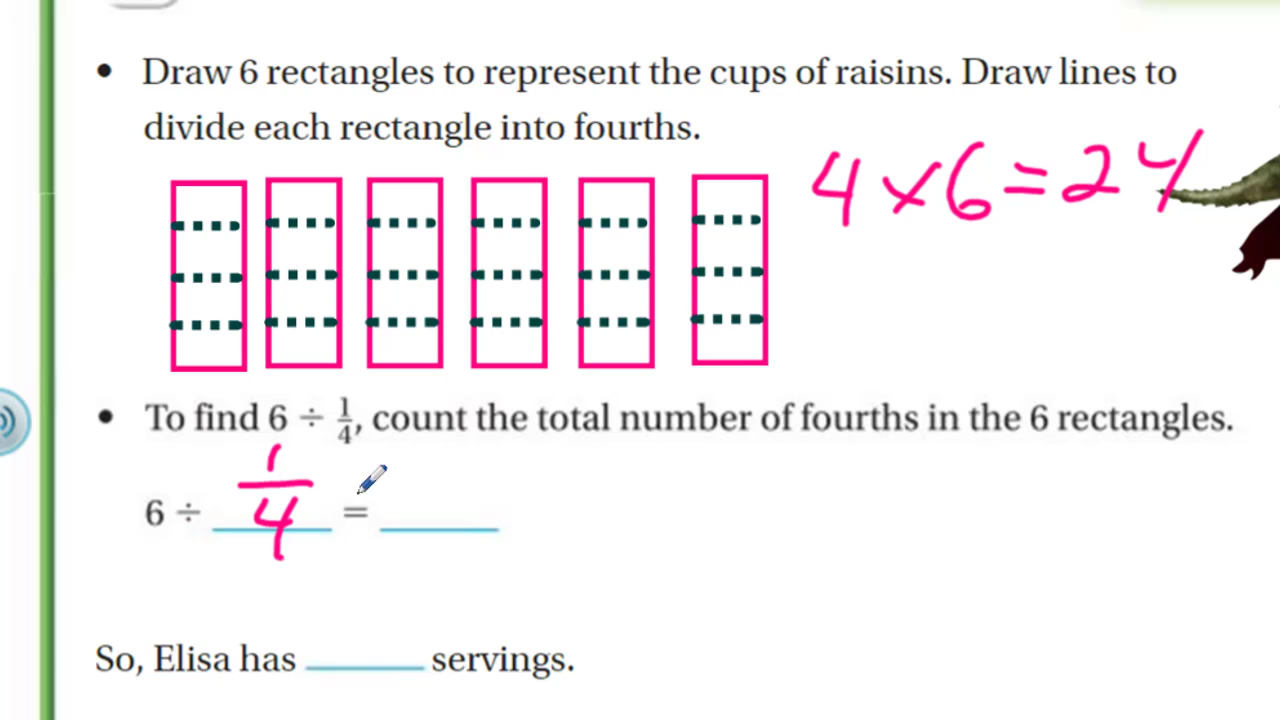 • Draw 6 rectangles to represent the cups of raisins. Draw lines to
divide each rectangle into fourths.
4 x 6 = 24
• To find 6 ÷ 1/4, count the total number of fourths in the 6 rectangles.
6 ÷ 1/4 = ______
So, Elisa has ______ servings.